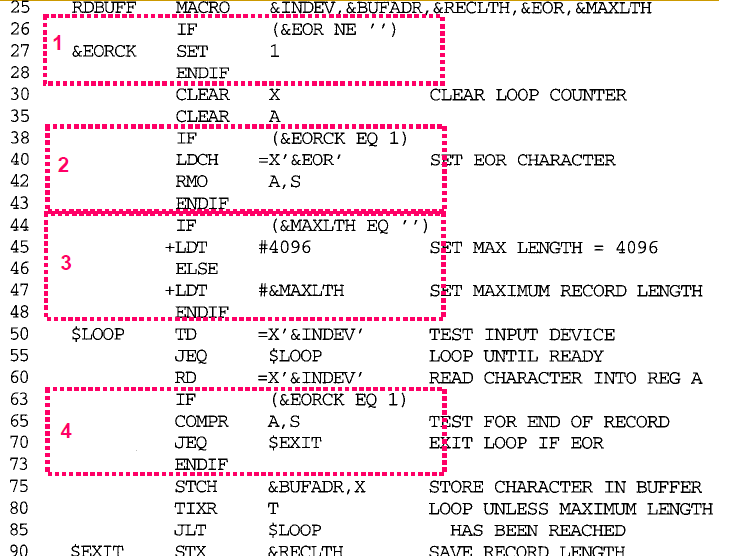 25 RDBUFF MACRO &INDEV,&BUFADR,&RECLTH,&EOR,&MAXLTH
26 IF (&EOR NE '')
1
27 &EORCK SET 1
28 ENDIF
30 CLEAR X CLEAR LOOP COUNTER
35 CLEAR A
38 IF (&EORCK EQ 1)
2
40 LDCH =X'&EOR' SET EOR CHARACTER
42 RMO A,S
43 ENDIF
44 IF (&MAXLTH EQ '')
45 +LDT #4096 SET MAX LENGTH = 4096
3
46 ELSE
47 +LDT #&MAXLTH SET MAXIMUM RECORD LENGTH
48 ENDIF
50 $LOOP TD =X'&INDEV' TEST INPUT DEVICE
55 JEQ $LOOP LOOP UNTIL READY
60 RD =X'&INDEV' READ CHARACTER INTO REG A
63 IF (&EORCK EQ 1)
65 COMPR A,S TEST FOR END OF RECORD
4
70 JEQ $EXIT EXIT LOOP IF EOR
73 ENDIF
75 STCH &BUFADR,X STORE CHARACTER IN BUFFER
80 TIXR T LOOP UNLESS MAXIMUM LENGTH
85 JLT $LOOP HAS BEEN REACHED
90 $EXIT STX &RECLTH SAVE RECORD LENGTH